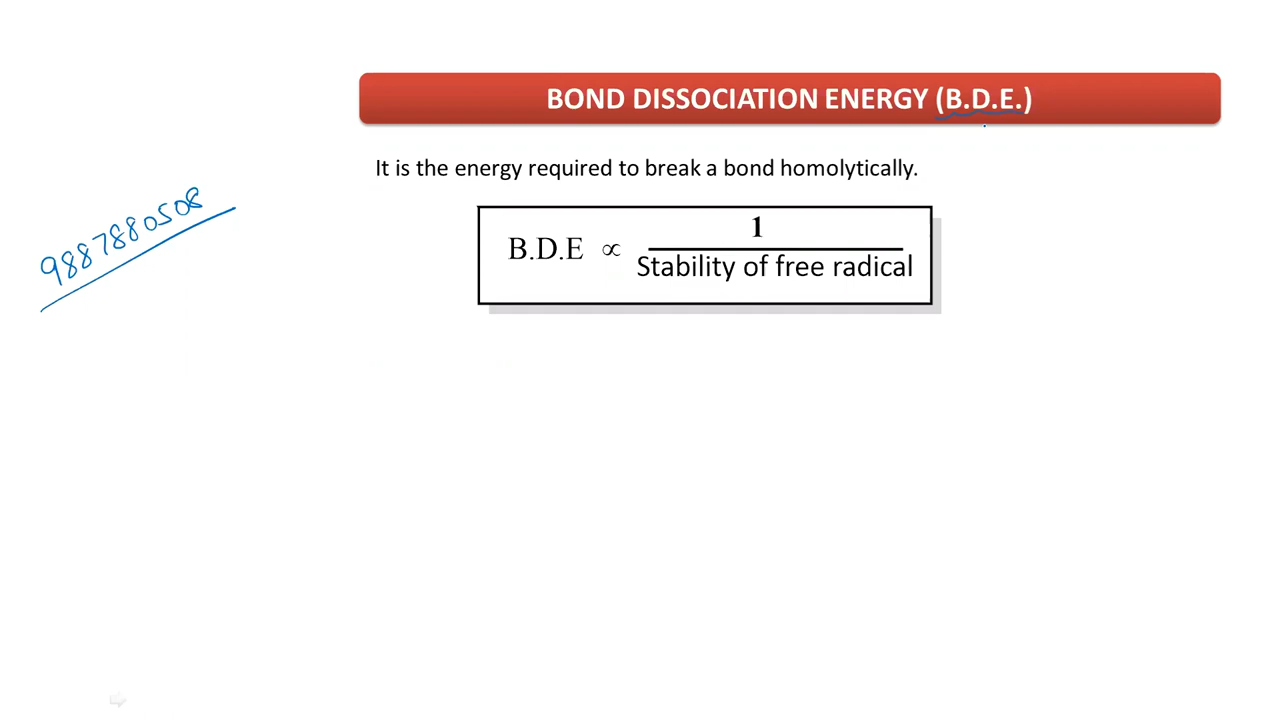 BOND DISSOCIATION ENERGY (B.D.E.)
It is the energy required to break a bond homolytically.
9887880508
B.D.E ∝ 1
Stability of free radical